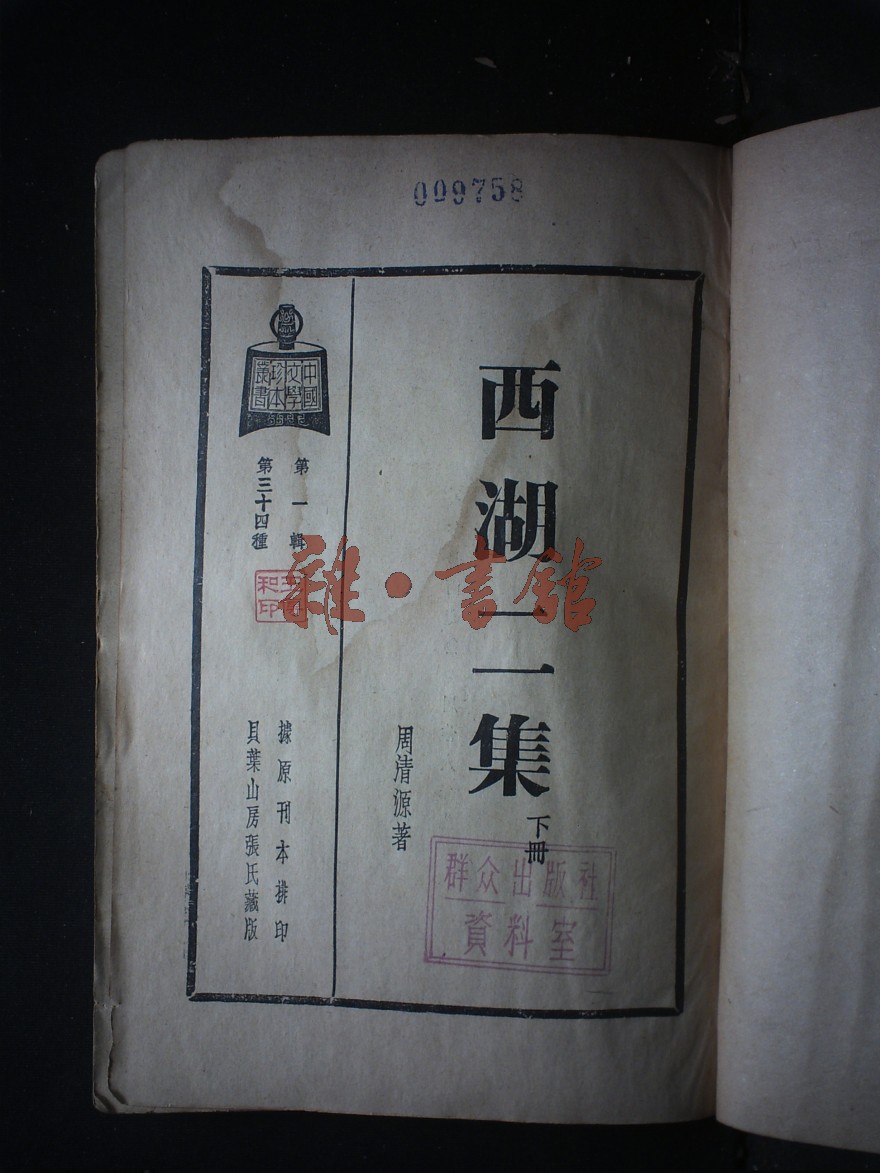 009758
西湖二集
下冊
周清源著
中國
文學
珍本
叢書
第一輯
第三十四種
和印
據原刊本排印
貝葉山房張氏藏版
群众出版社
資料室
雜·書館